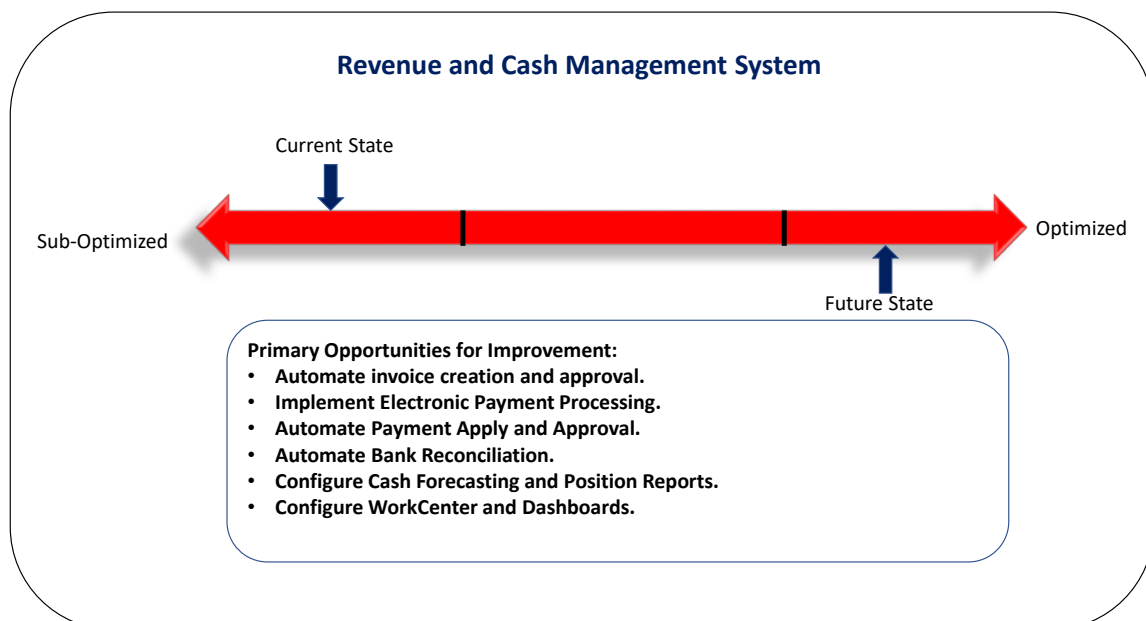 Revenue and Cash Management System
Current State
Sub-Optimized
Optimized
Future State
Primary Opportunities for Improvement:
• Automate invoice creation and approval.
• Implement Electronic Payment Processing.
• Automate Payment Apply and Approval.
• Automate Bank Reconciliation.
• Configure Cash Forecasting and Position Reports.
• Configure WorkCenter and Dashboards.